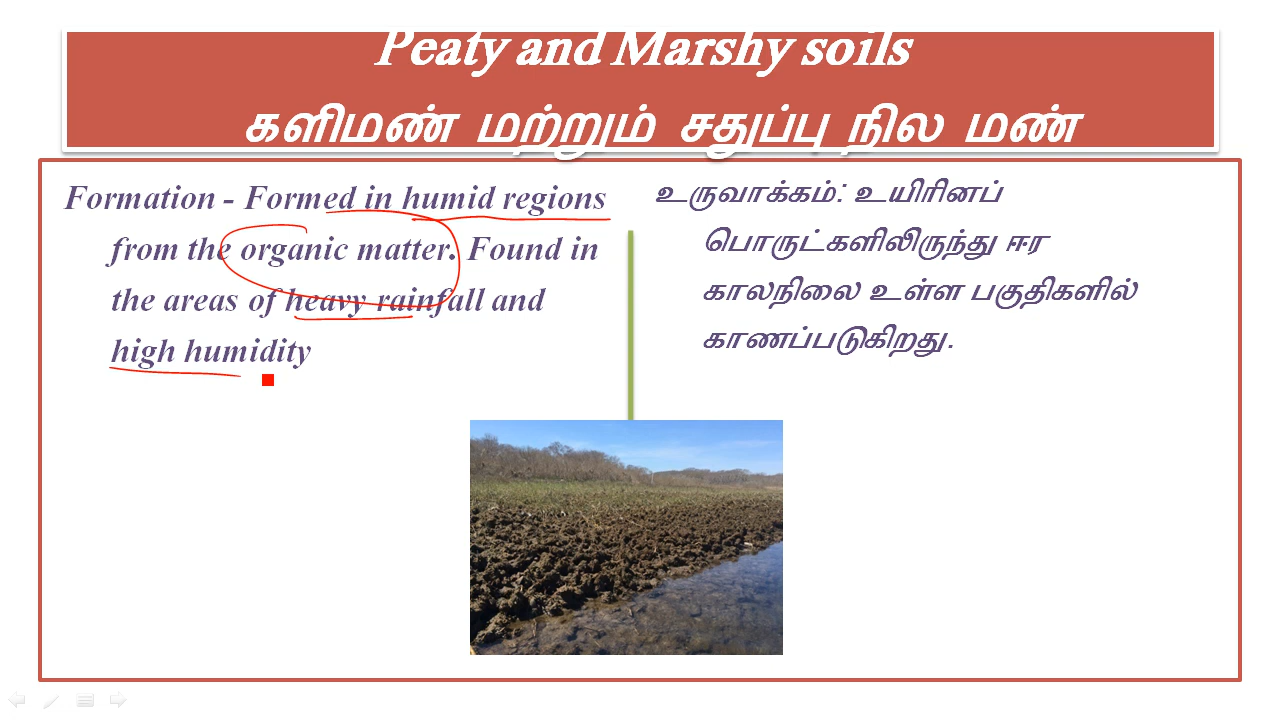 Peaty and Marshy soils
களிமண் மற்றும் சதுப்பு நில மண்
Formation - Formed in humid regions
from the organic matter. Found in
the areas of heavy rainfall and
high humidity
உருவாக்கம்: உயிரினப்
பொருட்களிலிருந்து ஈர
காலநிலை உள்ள பகுதிகளில்
காணப்படுகிறது.